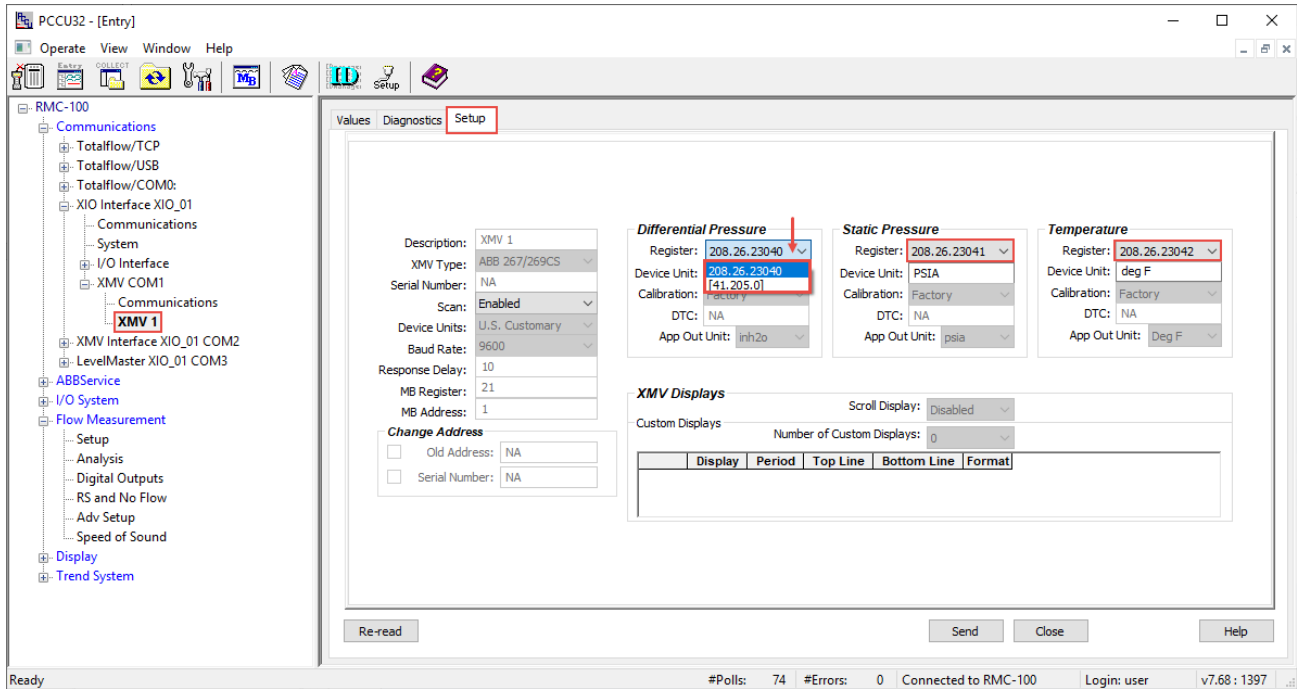 PCCU32 - [Entry]
Operate View Window Help
Entry COLLECT MB ID Manager Setup
RMC-100
Communications
Totalflow/TCP
Totalflow/USB
Totalflow/COM0:
XIO Interface XIO_01
Communications
System
I/O Interface
XMV COM1
Communications
XMV 1
XMV Interface XIO_01 COM2
LevelMaster XIO_01 COM3
ABBService
I/O System
Flow Measurement
Setup
Analysis
Digital Outputs
RS and No Flow
Adv Setup
Speed of Sound
Display
Trend System
Values Diagnostics Setup
Description: XMV 1
XMV Type: ABB 267/269CS
Serial Number: NA
Scan: Enabled
Device Units: U.S. Customary
Baud Rate: 9600
Response Delay: 10
MB Register: 21
MB Address: 1
Change Address
Old Address: NA
Serial Number: NA
Differential Pressure
Register: 208.26.23040
208.26.23040
Device Unit:
[41.205.0]
Calibration: Factory
DTC: NA
App Out Unit: inh2o
Static Pressure
Register: 208.26.23041
Device Unit: PSIA
Calibration: Factory
DTC: NA
App Out Unit: psia
Temperature
Register: 208.26.23042
Device Unit: deg F
Calibration: Factory
DTC: NA
App Out Unit: Deg F
XMV Displays
Scroll Display: Disabled
Custom Displays
Number of Custom Displays: 0
Display Period Top Line Bottom Line Format
Re-read Send Close Help
Ready #Polls: 74 #Errors: 0 Connected to RMC-100 Login: user v7.68 : 1397